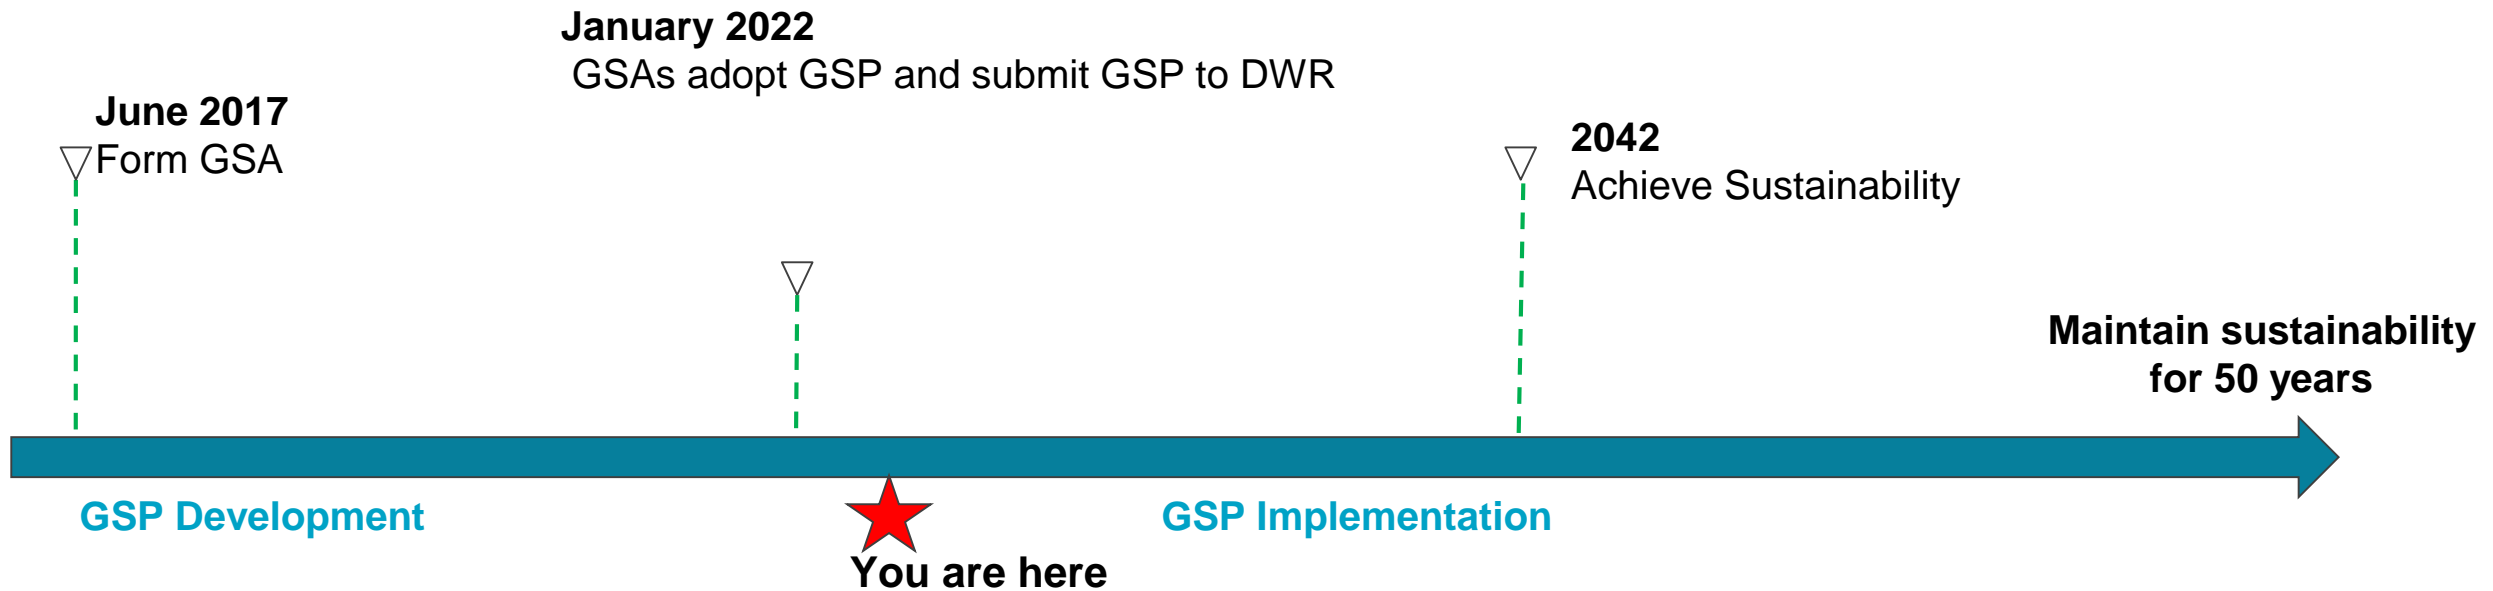 January 2022
GSAs adopt GSP and submit GSP to DWR
June 2017
Form GSA
2042
Achieve Sustainability
Maintain sustainability
for 50 years
GSP Development
GSP Implementation
You are here